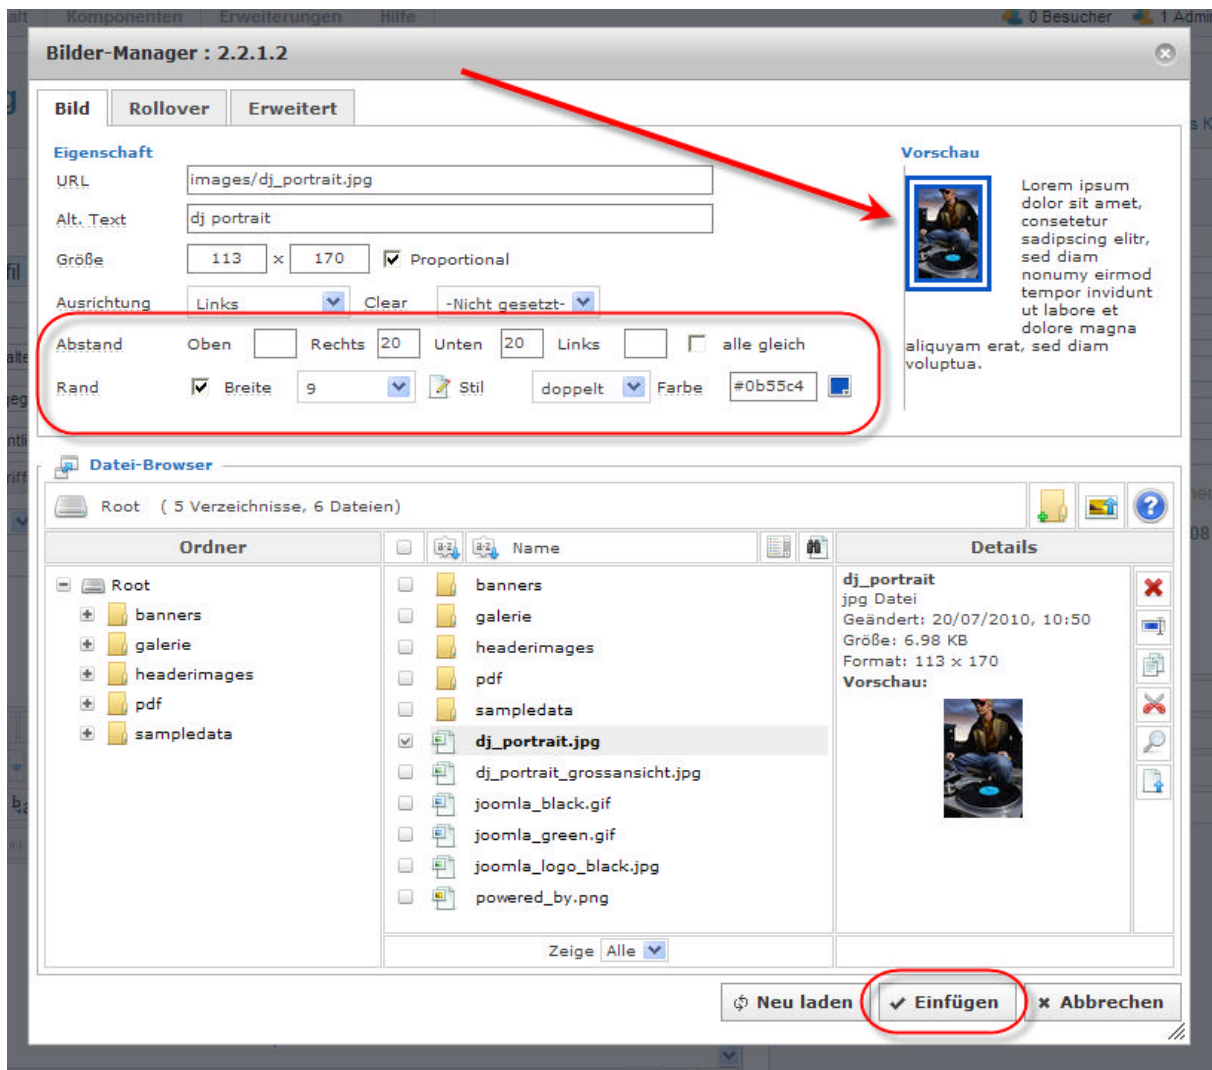 alt Komponenten Erweiterungen Hilfe 0 Besucher 1 Admi
Bilder-Manager : 2.2.1.2
Bild Rollover Erweitert
Eigenschaft
URL images/dj_portrait.jpg
Alt. Text dj portrait
Größe 113 x 170 Proportional
Ausrichtung Links Clear -Nicht gesetzt-
Abstand Oben Rechts 20 Unten 20 Links alle gleich
Rand Breite 9 Stil doppelt Farbe #0b55c4
Vorschau
Lorem ipsum
dolor sit amet,
consetetur
sadipscing elitr,
sed diam
nonumy eirmod
tempor invidunt
ut labore et
dolore magna
aliquyam erat, sed diam
voluptua.
Datei-Browser
Root ( 5 Verzeichnisse, 6 Dateien)
Ordner
Root
banners
galerie
headerimages
pdf
sampledata
Name
banners
galerie
headerimages
pdf
sampledata
dj_portrait.jpg
dj_portrait_grossansicht.jpg
joomla_black.gif
joomla_green.gif
joomla_logo_black.jpg
powered_by.png
Zeige Alle
Details
dj_portrait
jpg Datei
Geändert: 20/07/2010, 10:50
Größe: 6.98 KB
Format: 113 x 170
Vorschau:
Neu laden Einfügen Abbrechen